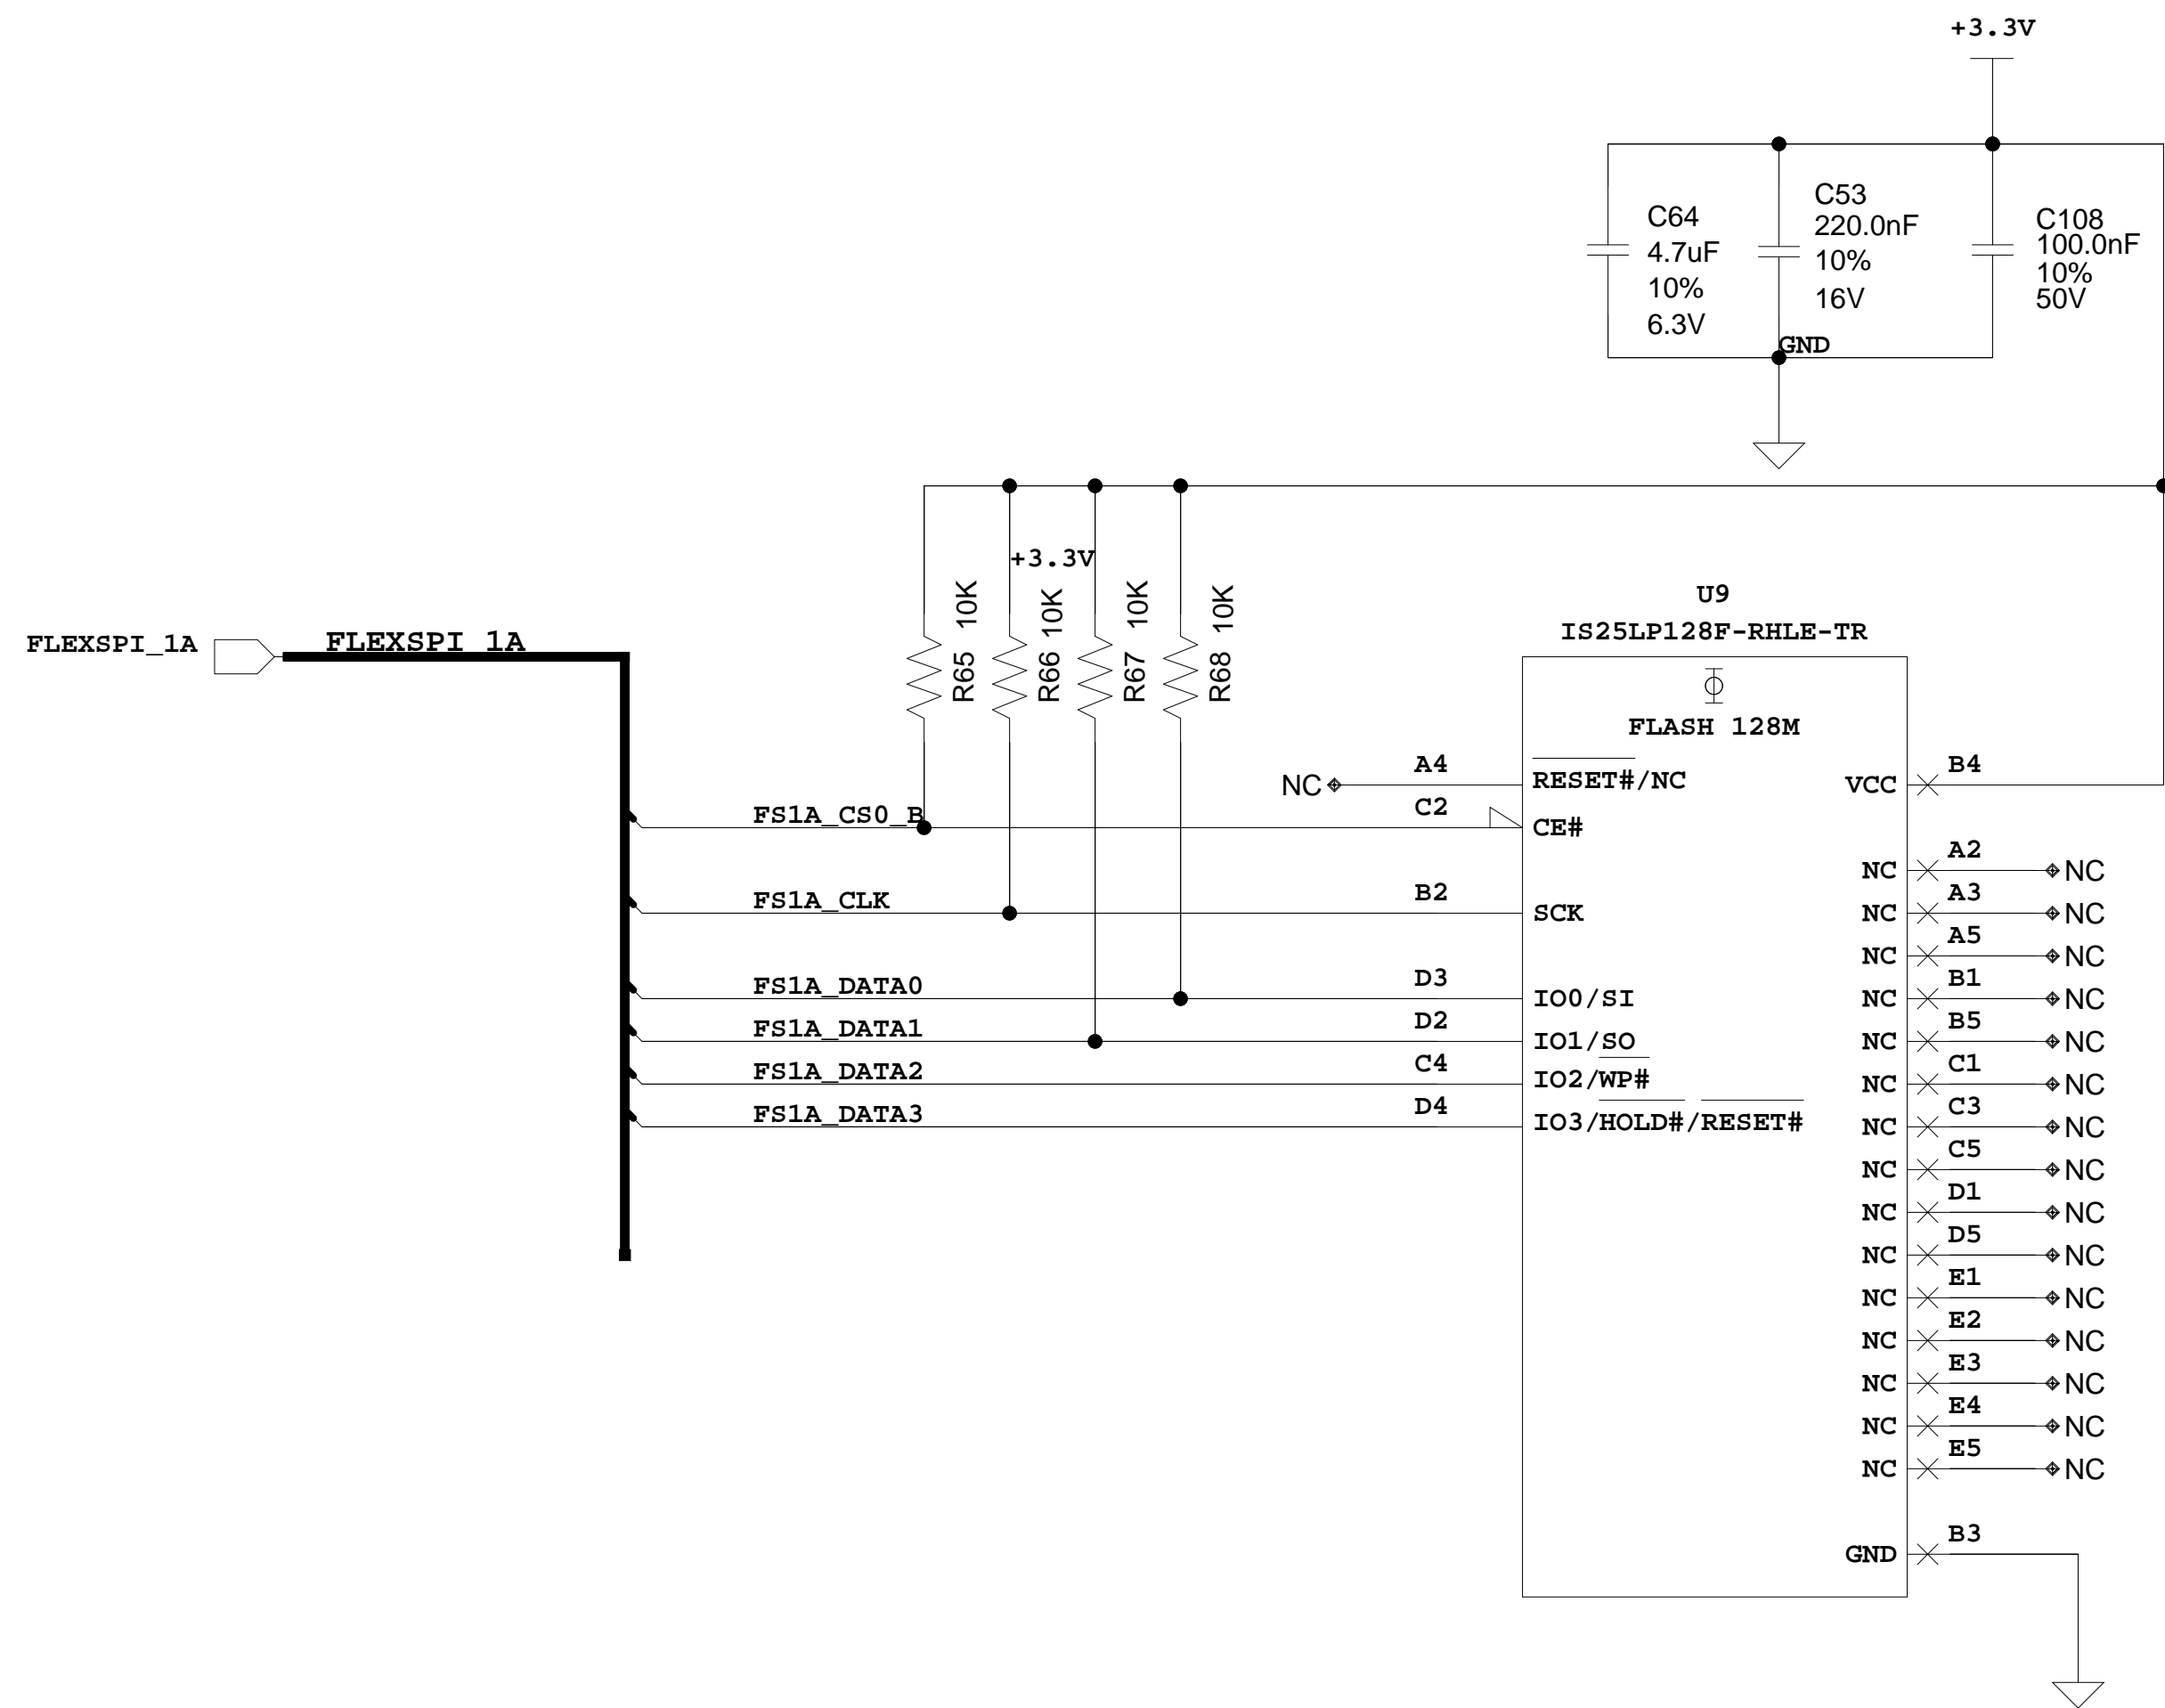 +3.3V
C64
4.7uF
10%
6.3V
C53
220.0nF
10%
16V
C108
100.0nF
10%
50V
GND
+3.3V
R65 10K
R66 10K
R67 10K
R68 10K
FLEXSPI_1A
FLEXSPI_1A
U9
IS25LP128F-RHLE-TR
FLASH 128M
NC A4 RESET#/NC
FS1A_CS0_B C2 CE#
FS1A_CLK B2 SCK
FS1A_DATA0 D3 IO0/SI
FS1A_DATA1 D2 IO1/SO
FS1A_DATA2 C4 IO2/WP#
FS1A_DATA3 D4 IO3/HOLD#/RESET#
VCC B4
NC A2 NC
NC A3 NC
NC A5 NC
NC B1 NC
NC B5 NC
NC C1 NC
NC C3 NC
NC C5 NC
NC D1 NC
NC D5 NC
NC E1 NC
NC E2 NC
NC E3 NC
NC E4 NC
NC E5 NC
GND B3